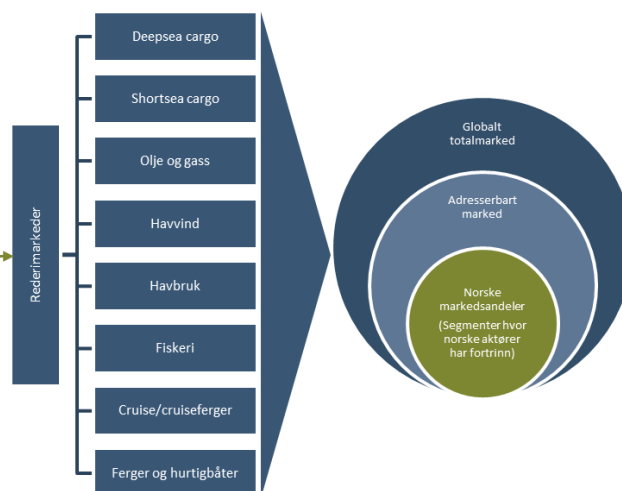 Rederimarkeder
Deepsea cargo
Shortsea cargo
Olje og gass
Havvind
Havbruk
Fiskeri
Cruise/cruiseferger
Ferger og hurtigbåter
Globalt
totalmarked
Adresserbart
marked
Norske
markedsandeler
(Segmenter hvor
norske aktører
har fortrinn)